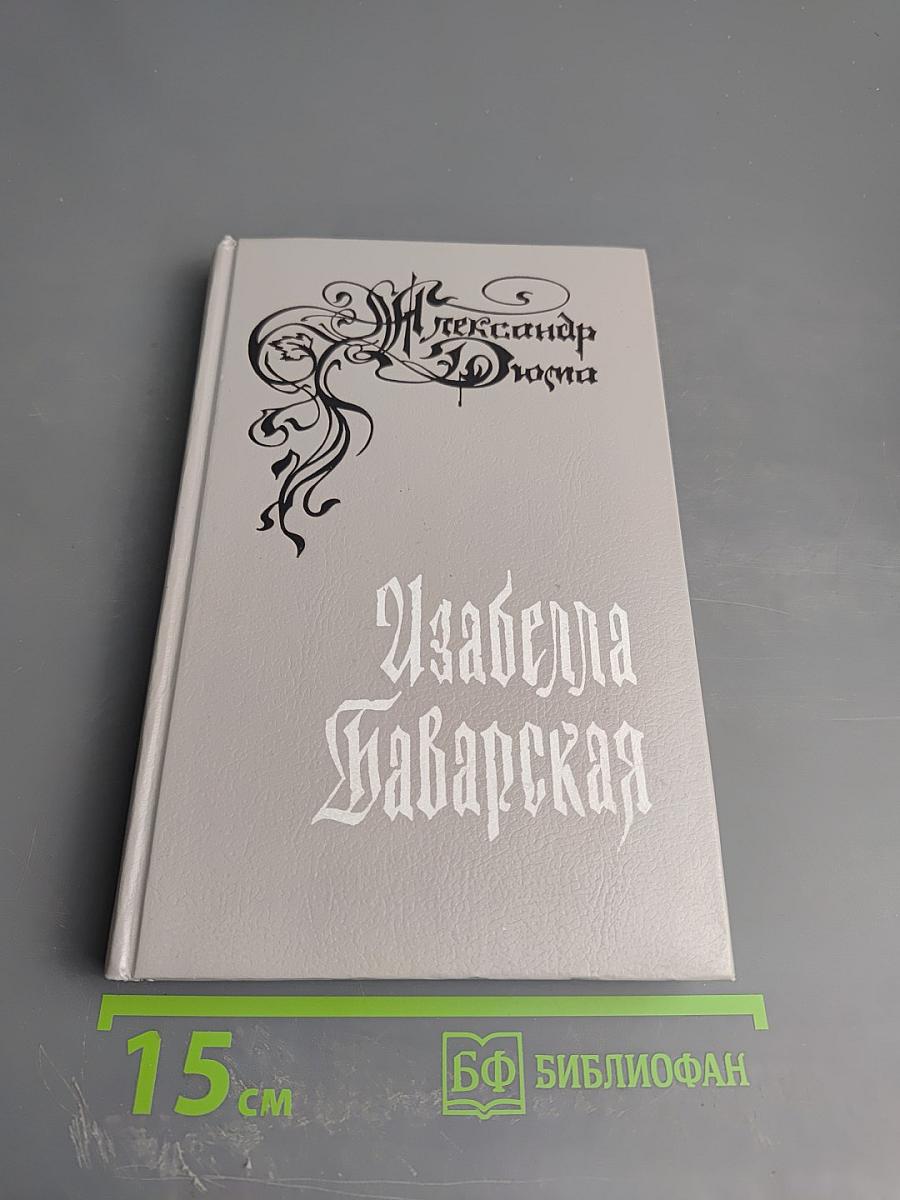 Александр
Дюма
Изабелла
Баварская
15 см
БФ БИБЛИОФАН